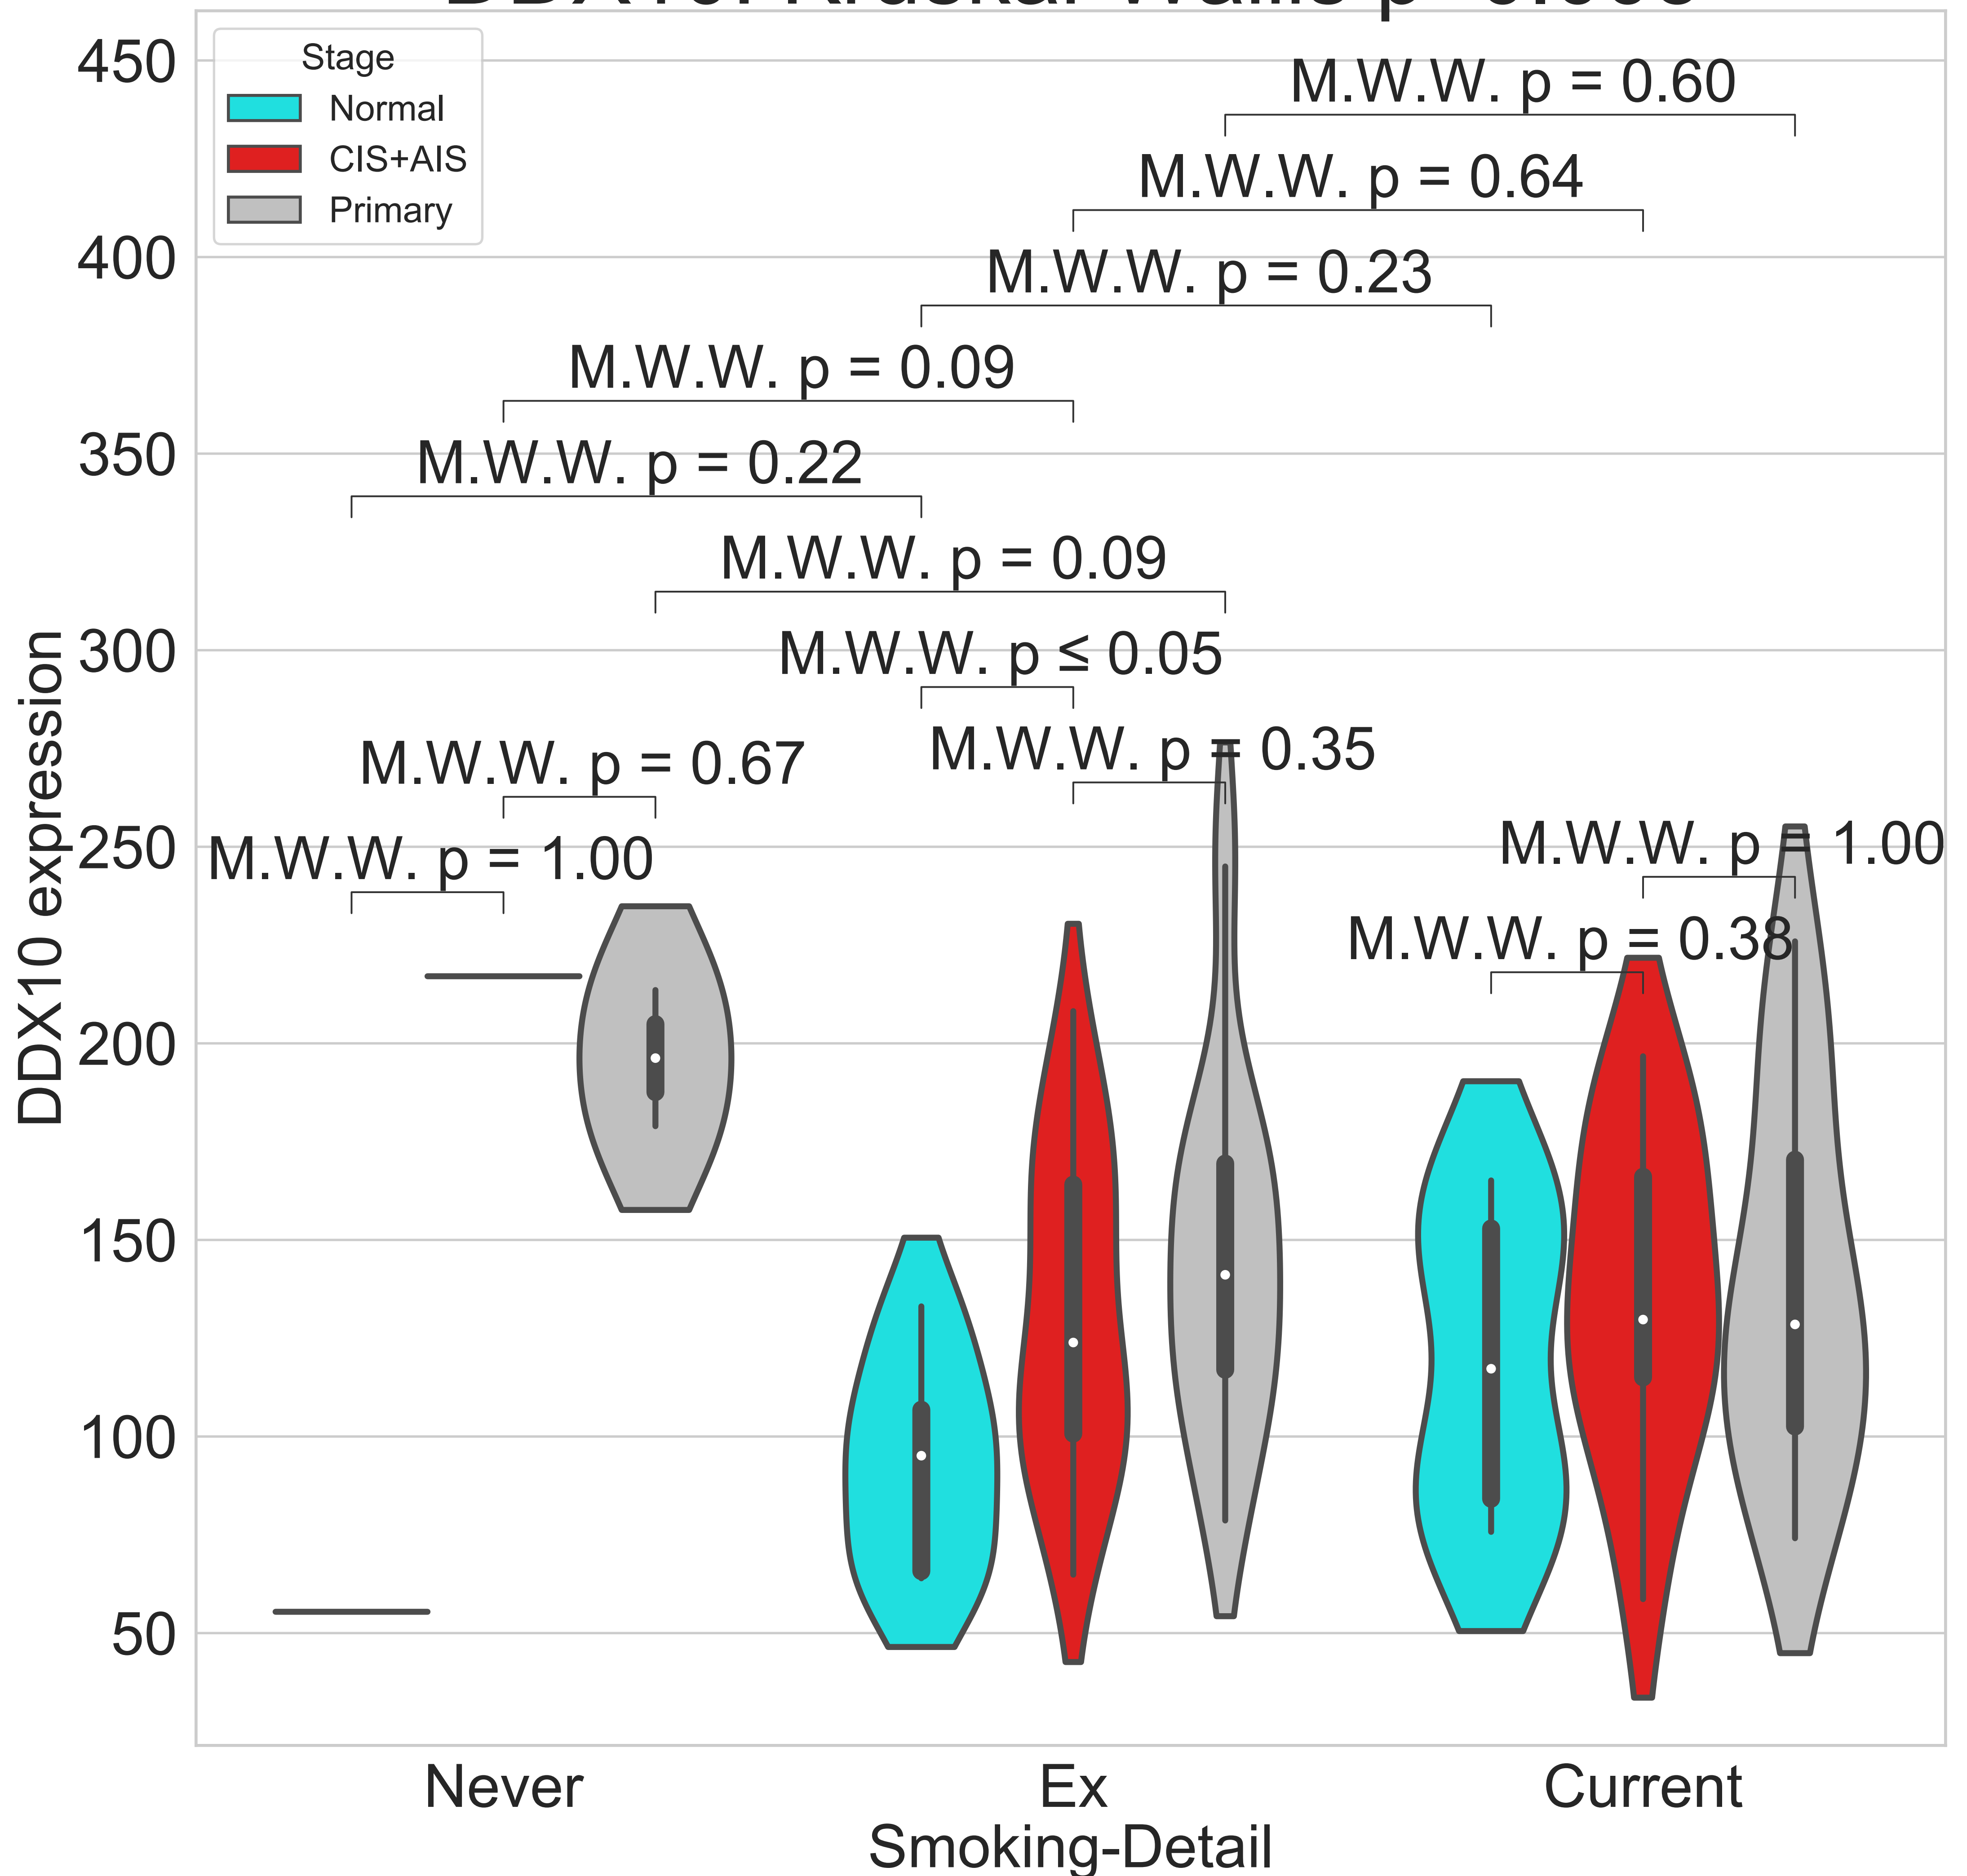 Stage
Normal
CIS+AIS
Primary
450
400
350
300
250
200
150
100
50
DDX10 expression
M.W.W. p = 0.60
M.W.W. p = 0.64
M.W.W. p = 0.23
M.W.W. p = 0.09
M.W.W. p = 0.22
M.W.W. p = 0.09
M.W.W. p ≤ 0.05
M.W.W. p = 0.35
M.W.W. p = 0.67
M.W.W. p = 1.00
M.W.W. p = 1.00
M.W.W. p = 0.38
Never
Ex
Current
Smoking-Detail